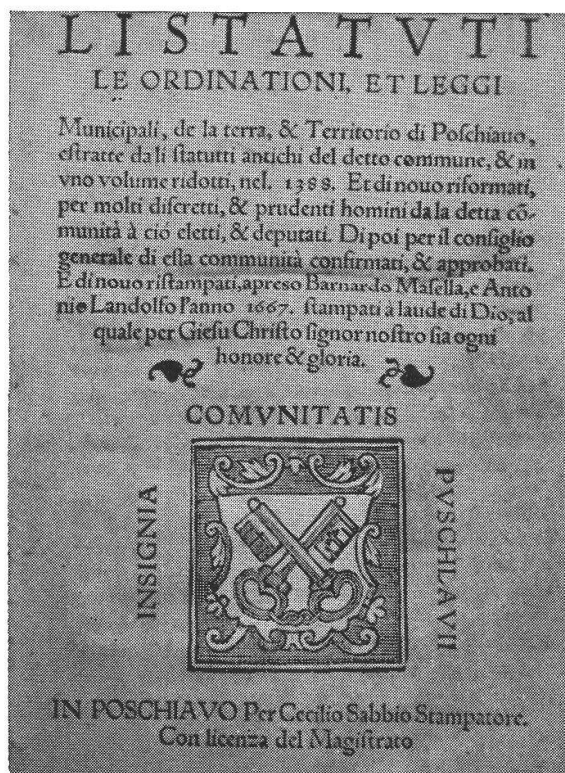 LI STATVTI
LE ORDINATIONI, ET LEGGI
Municipali, de la terra, & Territorio di Poſchiauo,
eſtratte da li ſtatutti antichi del detto commune, & in
vno volume ridotti, nel. 1388. Et di nouo riformati,
per molti diſcretti, & prudenti homini da la detta cõ-
munità à ciò eletti, & deputati. Di poi per il conſiglio
generale di eſſa communità confirmati, & approbati.
E di nouo riſtampati, apreſo Barnardo Maſella, e Anto
nio Landolfo l'anno 1667. ſtampati à laude di Dio, al
quale per Gieſu Chriſto ſignor noſtro ſia ogni
honore & gloria.
COMVNITATIS
INSIGNIA
PVSCHLAVII
IN POSCHIAVO Per Cecilio Sabbio Stampatore.
Con licenza del Magiſtrato